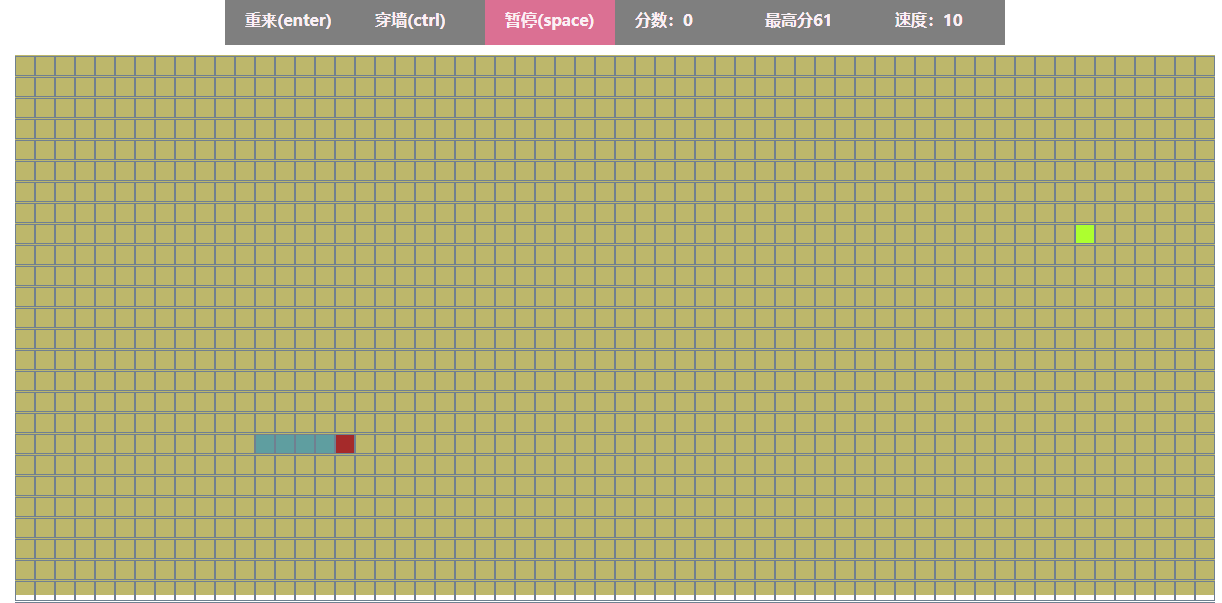 重来(enter) 穿墙(ctrl) 暂停(space) 分数：0 最高分61 速度：10